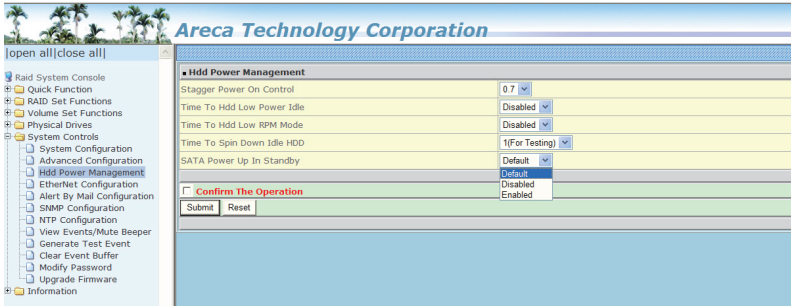 Areca Technology Corporation
|open all|close all|
Raid System Console
Quick Function
RAID Set Functions
Volume Set Functions
Physical Drives
System Controls
System Configuration
Advanced Configuration
Hdd Power Management
EtherNet Configuration
Alert By Mail Configuration
SNMP Configuration
NTP Configuration
View Events/Mute Beeper
Generate Test Event
Clear Event Buffer
Modify Password
Upgrade Firmware
Information
Hdd Power Management
Stagger Power On Control 0.7
Time To Hdd Low Power Idle Disabled
Time To Hdd Low RPM Mode Disabled
Time To Spin Down Idle HDD 1(For Testing)
SATA Power Up In Standby Default
Default
Disabled
Enabled
Confirm The Operation
Submit Reset